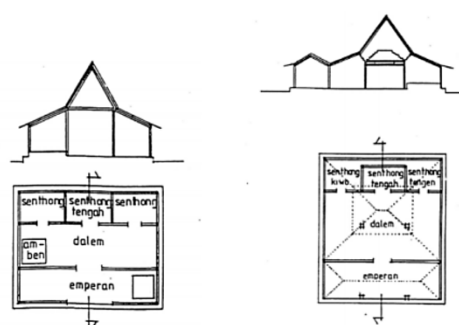 senthong
senthong
tengah
senthong
am-
ben
dalem
emperan
senthong
kiwo
senthong
tengah
senthong
tengen
dalem
emperan